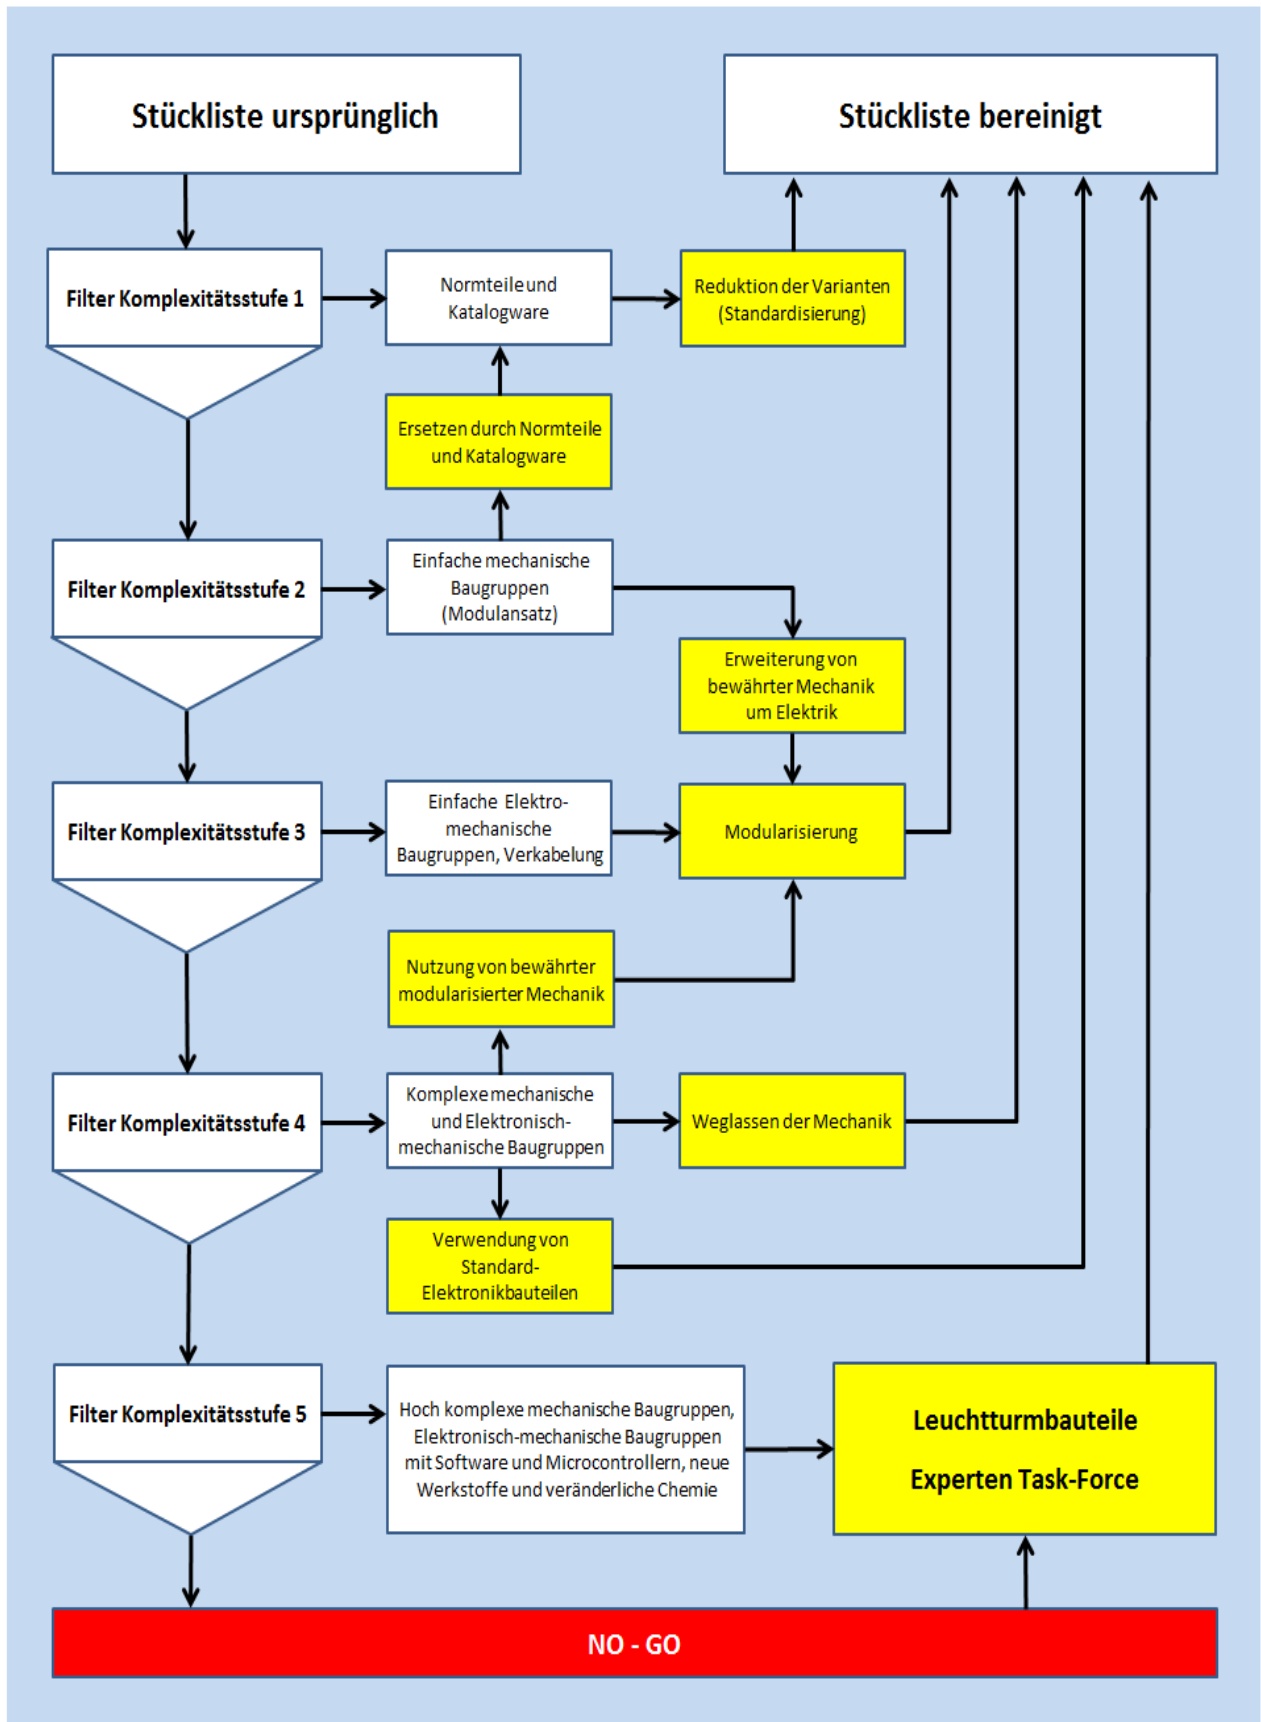 Stückliste ursprünglich
Stückliste bereinigt
Filter Komplexitätsstufe 1
Normteile und
Katalogware
Reduktion der Varianten
(Standardisierung)
Ersetzen durch Normteile
und Katalogware
Filter Komplexitätsstufe 2
Einfache mechanische
Baugruppen
(Modulansatz)
Erweiterung von
bewährter Mechanik
um Elektrik
Filter Komplexitätsstufe 3
Einfache Elektro-
mechanische
Baugruppen, Verkabelung
Modularisierung
Nutzung von bewährter
modularisierter Mechanik
Filter Komplexitätsstufe 4
Komplexe mechanische
und Elektronisch-
mechanische Baugruppen
Weglassen der Mechanik
Verwendung von
Standard-
Elektronikbauteilen
Filter Komplexitätsstufe 5
Hoch komplexe mechanische Baugruppen,
Elektronisch-mechanische Baugruppen
mit Software und Microcontrollern, neue
Werkstoffe und veränderliche Chemie
Leuchtturmbauteile
Experten Task-Force
NO - GO